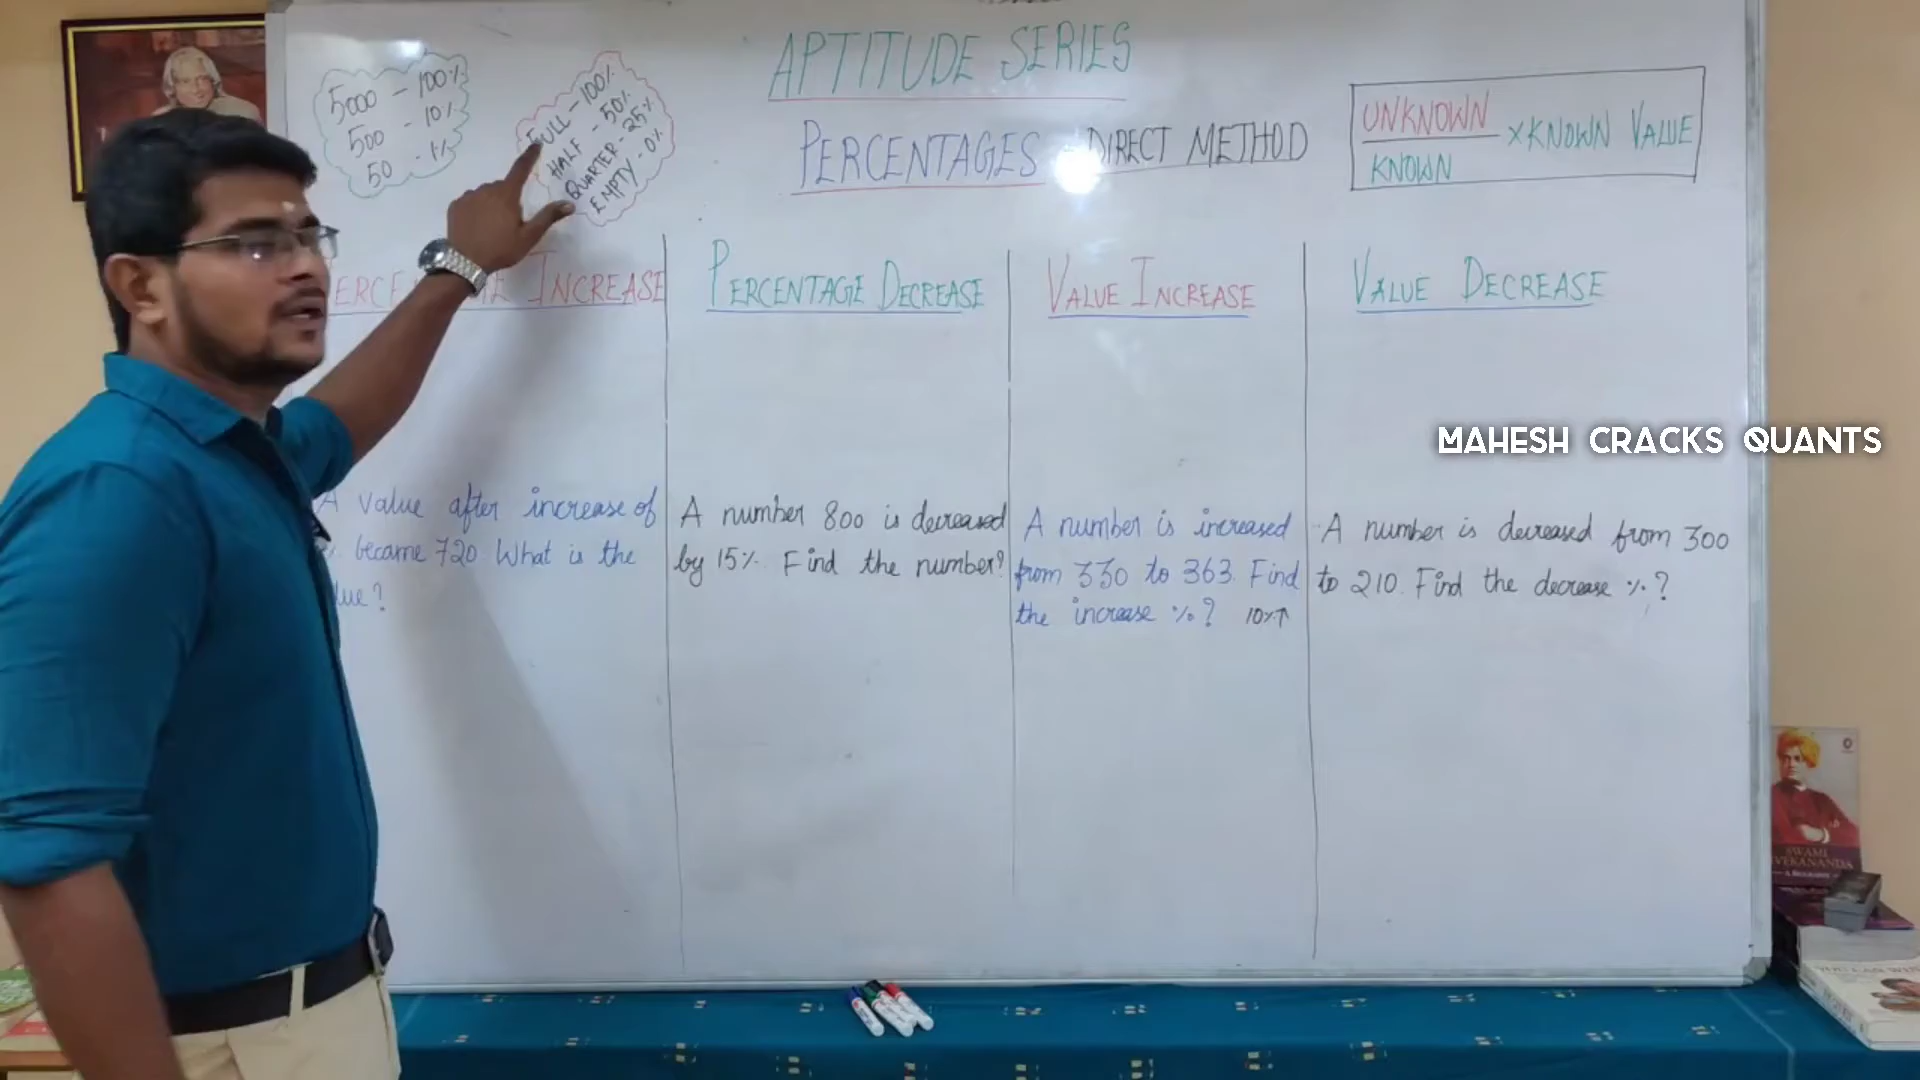 APTITUDE SERIES
PERCENTAGES - DIRECT METHOD
5000 - 100%
500 - 10%
50 - 1%
FULL - 100%
HALF - 50%
QUARTER - 25%
EMPTY - 0%
UNKNOWN
KNOWN
× KNOWN VALUE
INCREASE
A value after increase of
became 720. What is the
PERCENTAGE DECREASE
A number 800 is decreased
by 15%. Find the number?
VALUE INCREASE
A number is increased
from 330 to 363. Find
the increase %? 10%↑
VALUE DECREASE
A number is decreased from 300
to 210. Find the decrease %?
MAHESH CRACKS QUANTS
SWAMI
VIVEKANANDA